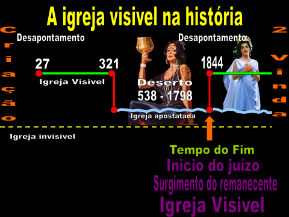 A igreja visivel na história
Desapontamento
Desapontamento
Criação
27
321
1844
2 Vinda
Igreja Visivel
Deserto
538 - 1798
Igreja apostatada
Igreja invisivel
Tempo do Fim
Inicio do juízo
Surgimento do remanecente
Igreja Visivel